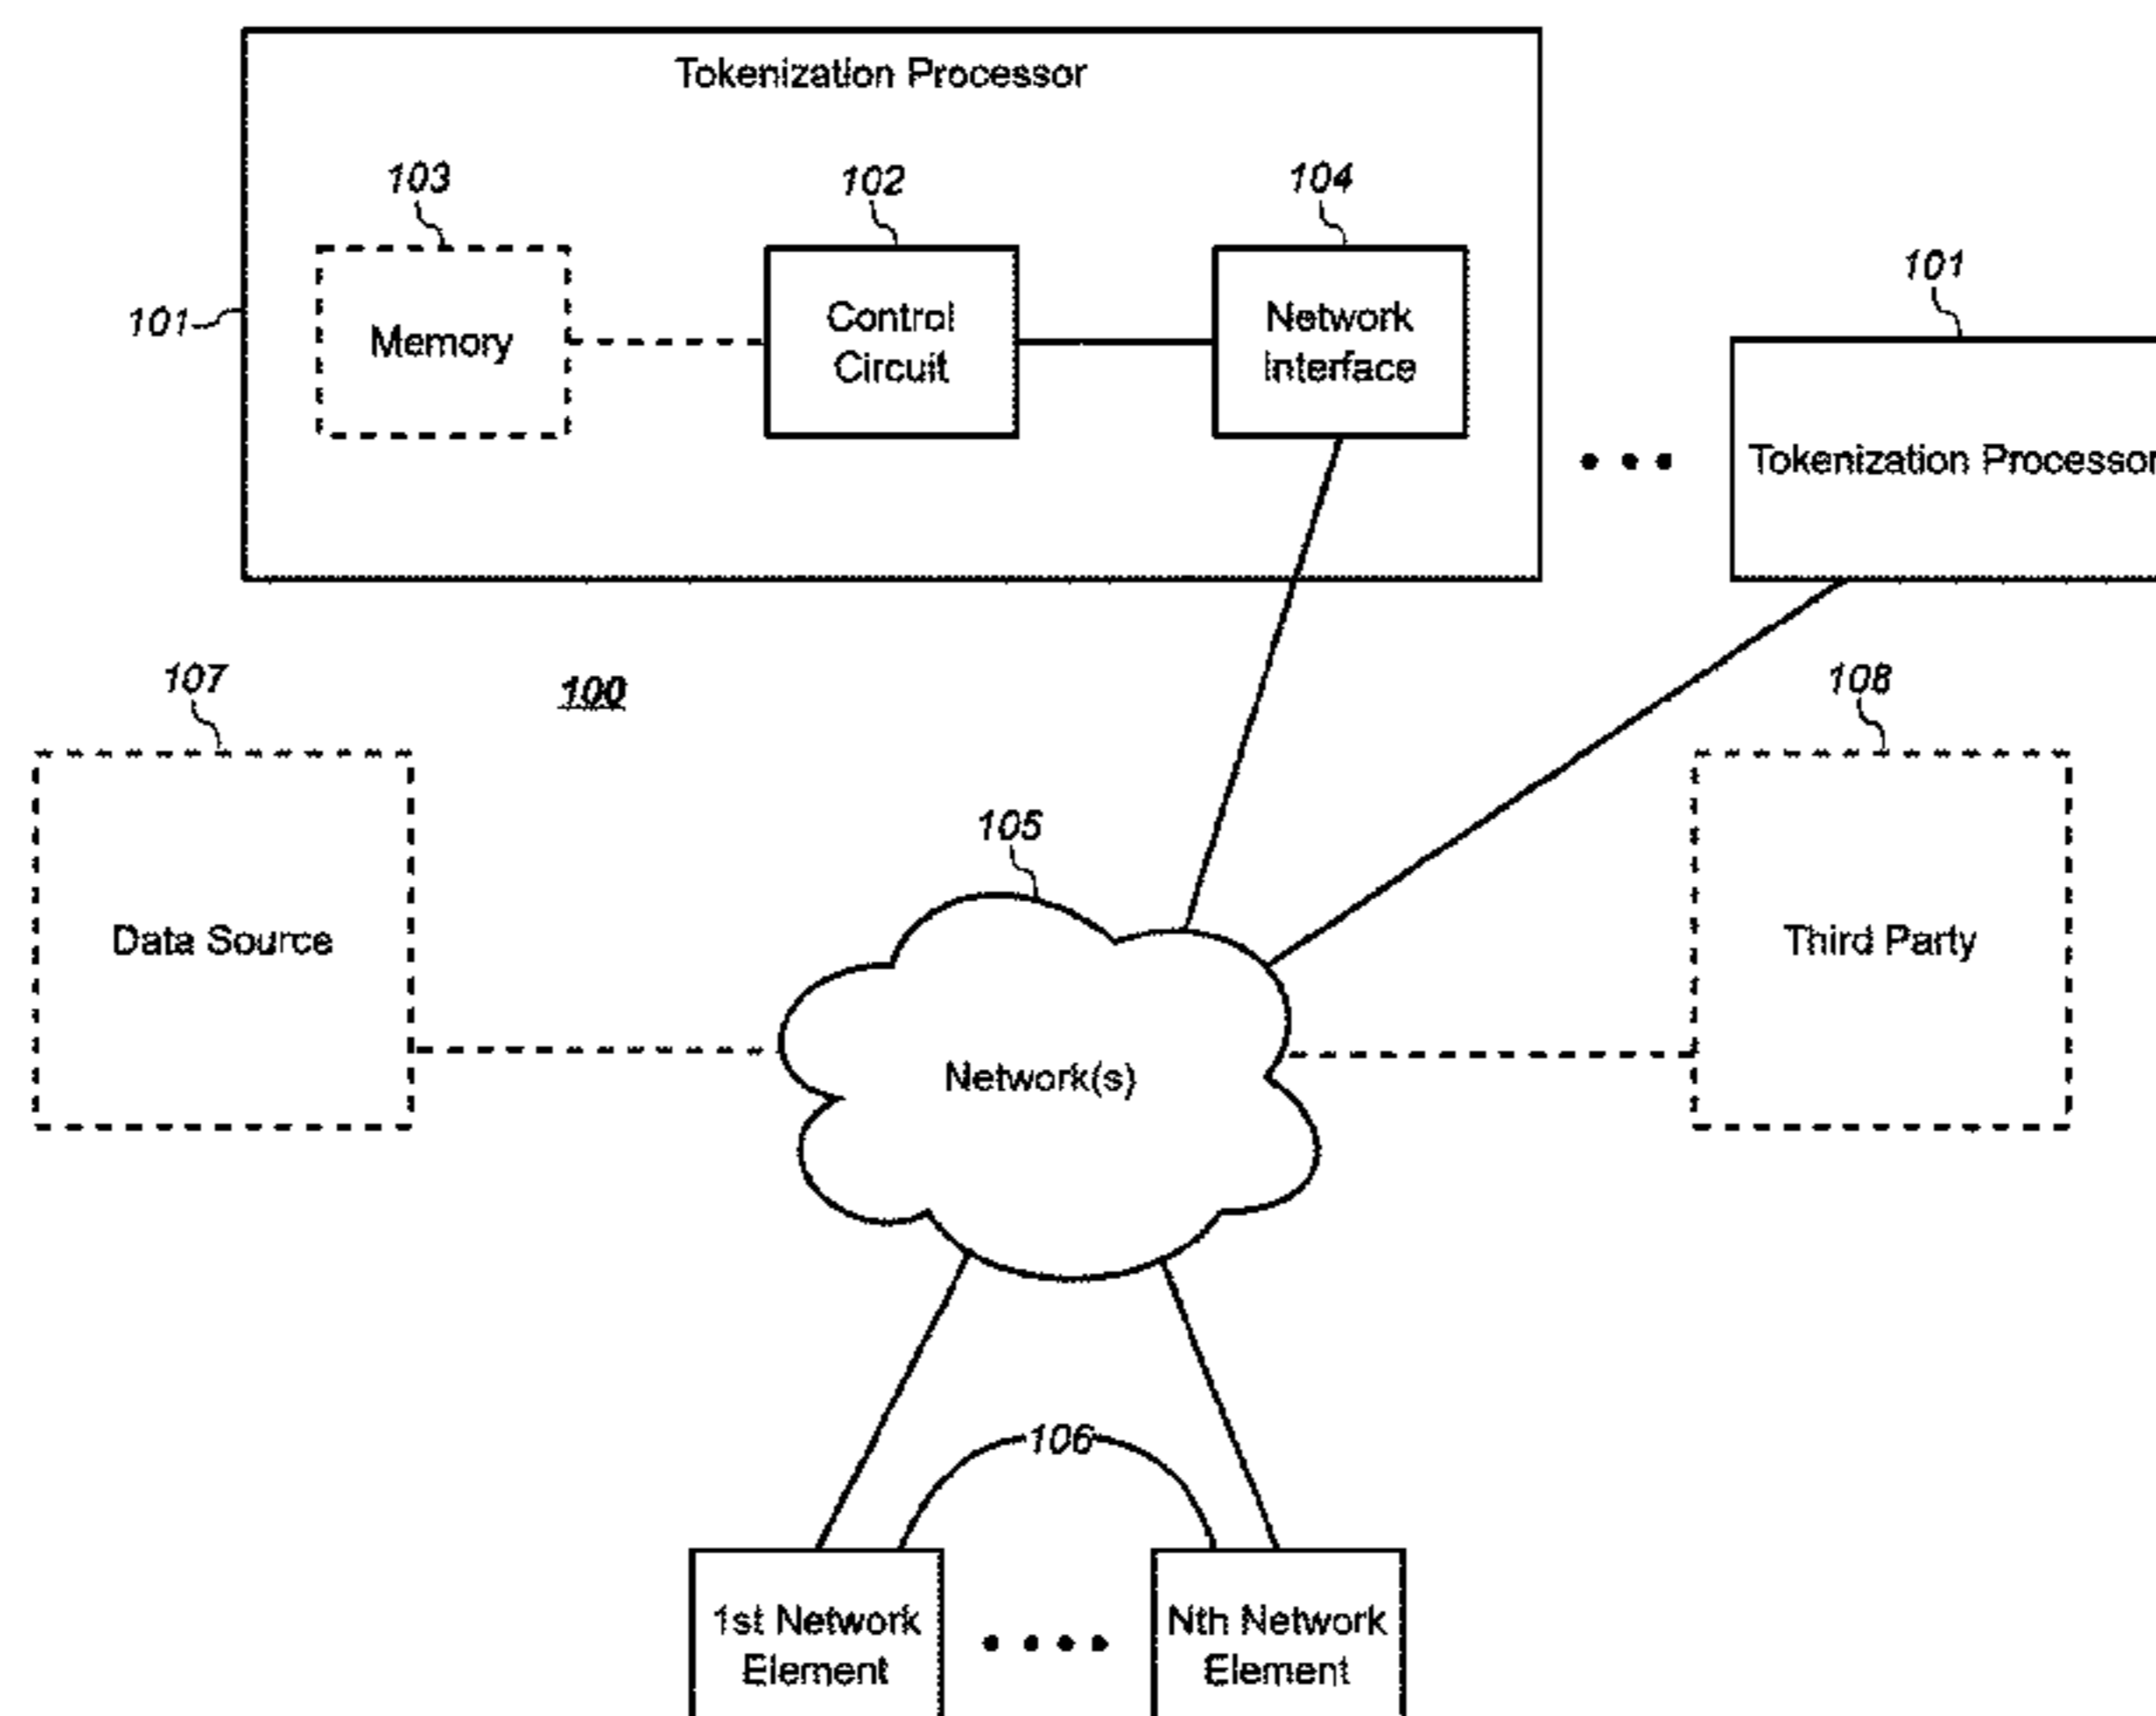 Tokenization Processor
103
102
104
101
Memory
Control
Circuit
Network
Interface
101
Tokenization Processor
107
100
108
105
Data Source
Third Party
Network(s)
106
1st Network
Element
Nth Network
Element